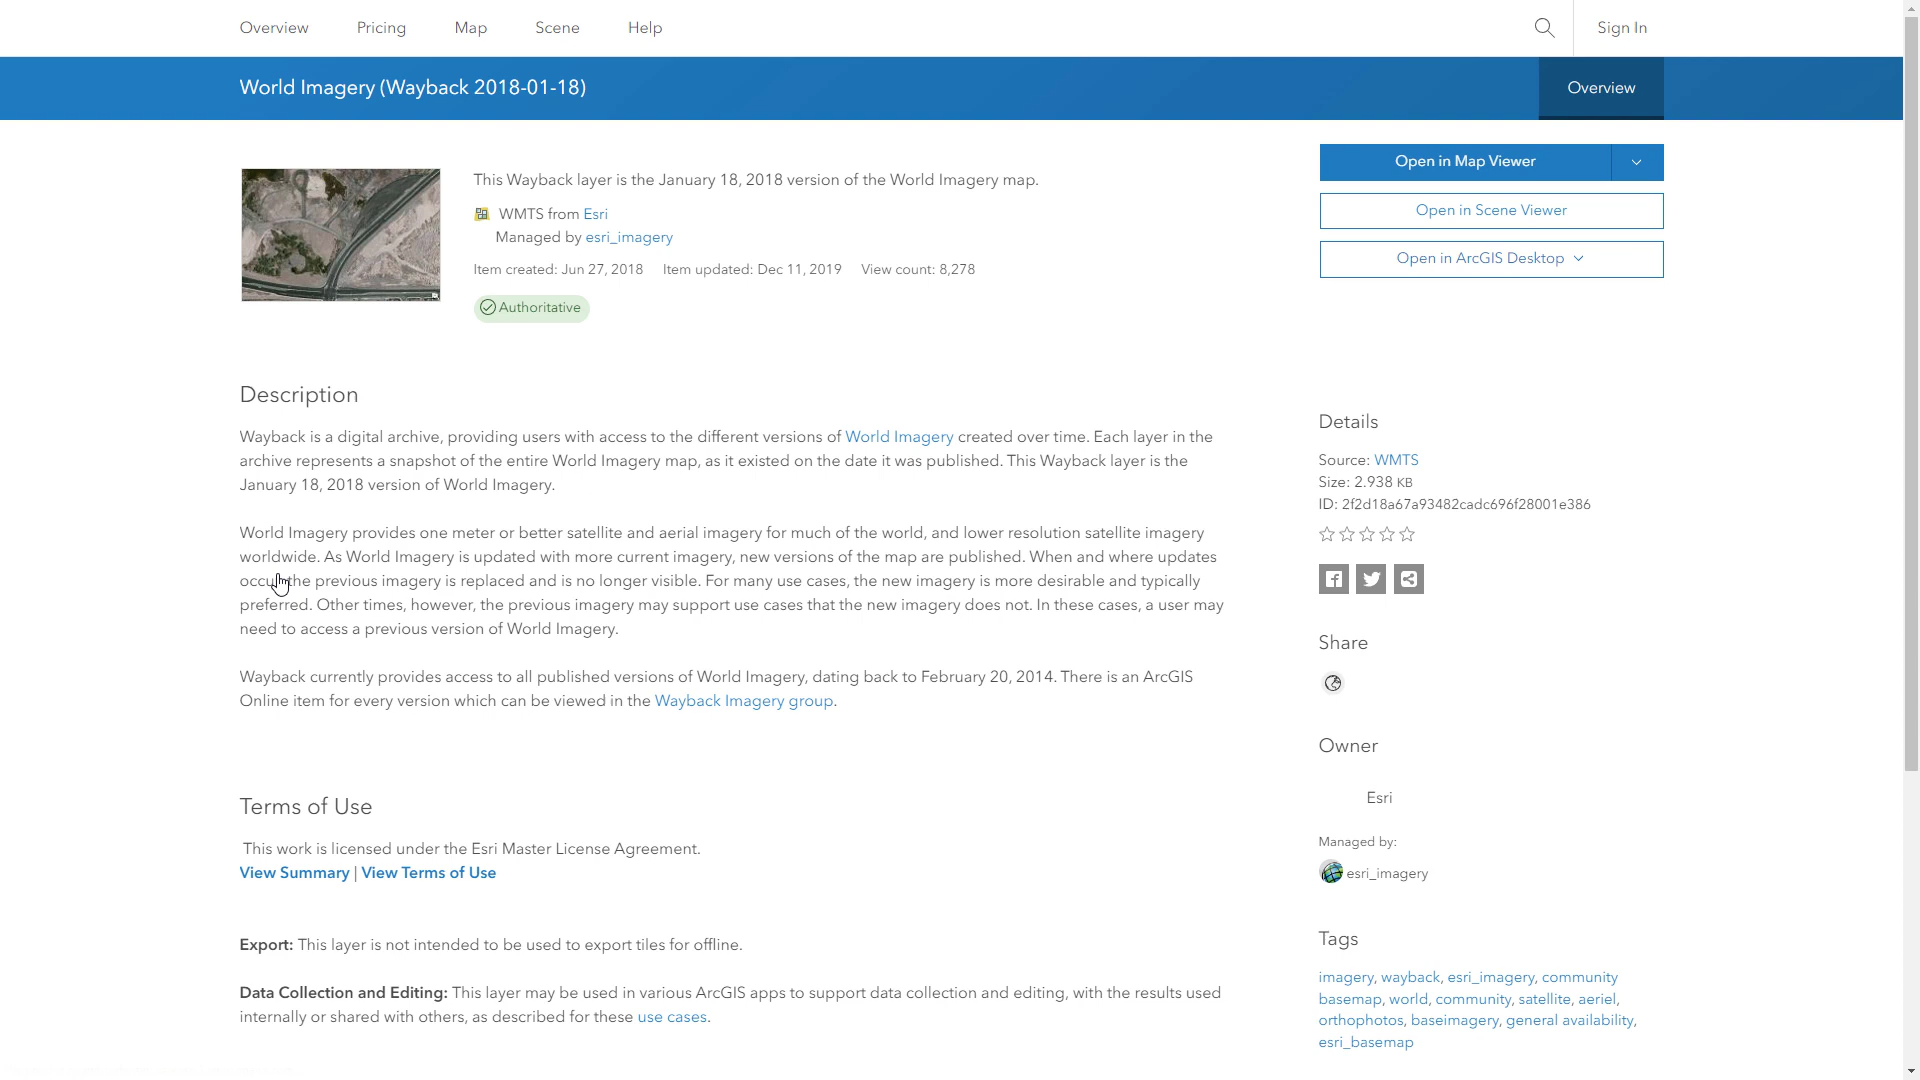 Overview Pricing Map Scene Help Sign In
World Imagery (Wayback 2018-01-18) Overview
This Wayback layer is the January 18, 2018 version of the World Imagery map.
WMTS from Esri
Managed by esri_imagery
Item created: Jun 27, 2018 Item updated: Dec 11, 2019 View count: 8,278
Authoritative
Open in Map Viewer
Open in Scene Viewer
Open in ArcGIS Desktop
Description
Wayback is a digital archive, providing users with access to the different versions of World Imagery created over time. Each layer in the
archive represents a snapshot of the entire World Imagery map, as it existed on the date it was published. This Wayback layer is the
January 18, 2018 version of World Imagery.
World Imagery provides one meter or better satellite and aerial imagery for much of the world, and lower resolution satellite imagery
worldwide. As World Imagery is updated with more current imagery, new versions of the map are published. When and where updates
occur, the previous imagery is replaced and is no longer visible. For many use cases, the new imagery is more desirable and typically
preferred. Other times, however, the previous imagery may support use cases that the new imagery does not. In these cases, a user may
need to access a previous version of World Imagery.
Wayback currently provides access to all published versions of World Imagery, dating back to February 20, 2014. There is an ArcGIS
Online item for every version which can be viewed in the Wayback Imagery group.
Terms of Use
This work is licensed under the Esri Master License Agreement.
View Summary | View Terms of Use
Export: This layer is not intended to be used to export tiles for offline.
Data Collection and Editing: This layer may be used in various ArcGIS apps to support data collection and editing, with the results used
internally or shared with others, as described for these use cases.
Details
Source: WMTS
Size: 2.938 KB
ID: 2f2d18a67a93482cadc696f28001e386
Share
Owner
Esri
Managed by:
esri_imagery
Tags
imagery, wayback, esri_imagery, community
basemap, world, community, satellite, aeriel,
orthophotos, baseimagery, general availability,
esri_basemap